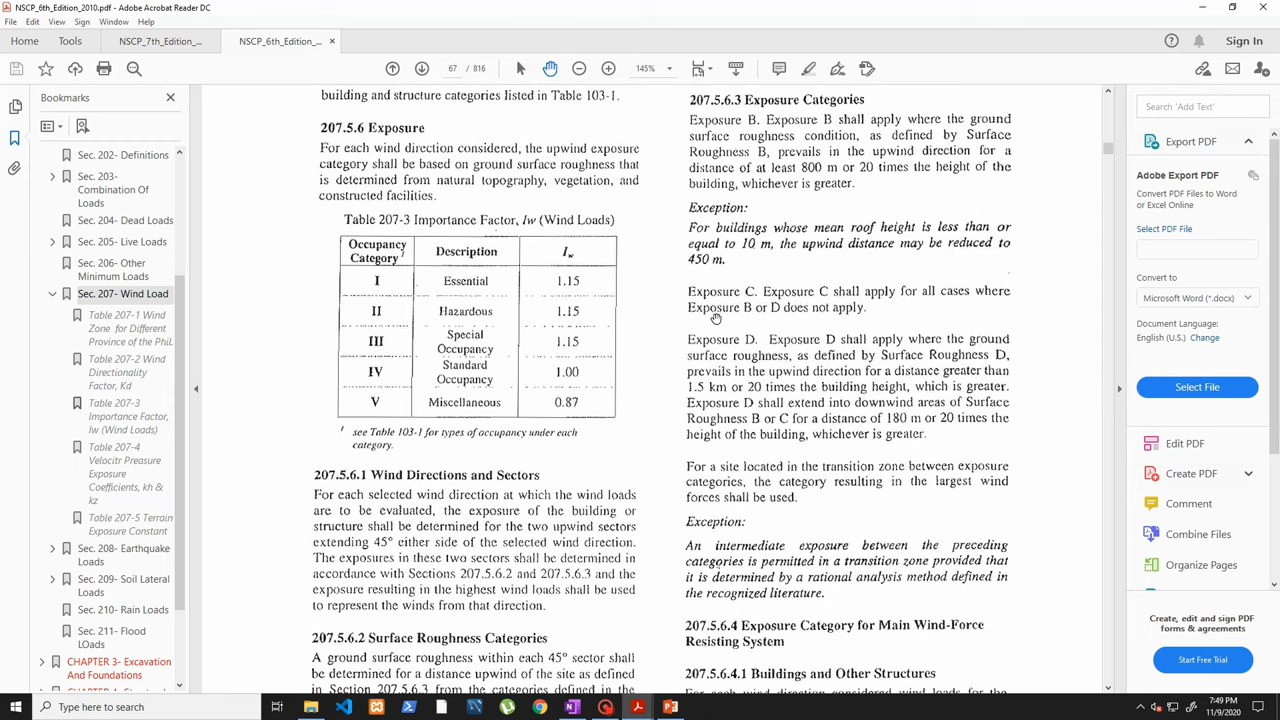 NSCP_6th_Edition_2010.pdf - Adobe Acrobat Reader DC
File Edit View Sign Window Help
Home Tools NSCP_7th_Edition_... NSCP_6th_Edition_... × Sign In
67 / 816 145%
Bookmarks
Sec. 202- Definitions
Sec. 203-
Combination Of
Loads
Sec. 204- Dead Loads
Sec. 205- Live Loads
Sec. 206- Other
Minimum Loads
Sec. 207- Wind Load
Table 207-1 Wind
Zone for Different
Province of the Phil.
Table 207-2 Wind
Directionality
Factor, Kd
Table 207-3
Importance Factor,
Iw (Wind Loads)
Table 207-4
Velocitr Preasure
Exposure
Coefficients, kh &
kz
Table 207-5 Terrain
Exposure Constant
Sec. 208- Earthquake
Loads
Sec. 209- Soil Lateral
Loads
Sec. 210- Rain Loads
Sec. 211- Flood
LOads
CHAPTER 3- Excavation
And Foundations
building and structure categories listed in Table 103-1.
207.5.6 Exposure
For each wind direction considered, the upwind exposure
category shall be based on ground surface roughness that
is determined from natural topography, vegetation, and
constructed facilities.
Table 207-3 Importance Factor, Iw (Wind Loads)
Occupancy
Category Description Iw
I Essential 1.15
II Hazardous 1.15
III Special
Occupancy 1.15
IV Standard
Occupancy 1.00
V Miscellaneous 0.87
see Table 103-1 for types of occupancy under each
category.
207.5.6.1 Wind Directions and Sectors
For each selected wind direction at which the wind loads
are to be evaluated, the exposure of the building or
structure shall be determined for the two upwind sectors
extending 45° either side of the selected wind direction.
The exposures in these two sectors shall be determined in
accordance with Sections 207.5.6.2 and 207.5.6.3 and the
exposure resulting in the highest wind loads shall be used
to represent the winds from that direction.
207.5.6.2 Surface Roughness Categories
A ground surface roughness within each 45° sector shall
be determined for a distance upwind of the site as defined
in Section 207.5.6.3 from the categories defined in the
207.5.6.3 Exposure Categories
Exposure B. Exposure B shall apply where the ground
surface roughness condition, as defined by Surface
Roughness B, prevails in the upwind direction for a
distance of at least 800 m or 20 times the height of the
building, whichever is greater.
Exception:
For buildings whose mean roof height is less than or
equal to 10 m, the upwind distance may be reduced to
450 m.
Exposure C. Exposure C shall apply for all cases where
Exposure B or D does not apply.
Exposure D. Exposure D shall apply where the ground
surface roughness, as defined by Surface Roughness D,
prevails in the upwind direction for a distance greater than
1.5 km or 20 times the building height, which is greater.
Exposure D shall extend into downwind areas of Surface
Roughness B or C for a distance of 180 m or 20 times the
height of the building, whichever is greater.
For a site located in the transition zone between exposure
categories, the category resulting in the largest wind
forces shall be used.
Exception:
An intermediate exposure between the preceding
categories is permitted in a transition zone provided that
it is determined by a rational analysis method defined in
the recognized literature.
207.5.6.4 Exposure Category for Main Wind-Force
Resisting System
207.5.6.4.1 Buildings and Other Structures
For each wind direction considered wind loads for the
Search 'Add Text'
Export PDF
Adobe Export PDF
Convert PDF Files to Word
or Excel Online
Select PDF File
Convert to
Microsoft Word (*.docx)
Document Language:
English (U.S.) Change
Select File
Edit PDF
Create PDF
Comment
Combine Files
Organize Pages
Create, edit and sign PDF
forms & agreements
Start Free Trial
Type here to search
7:49 PM
11/9/2020